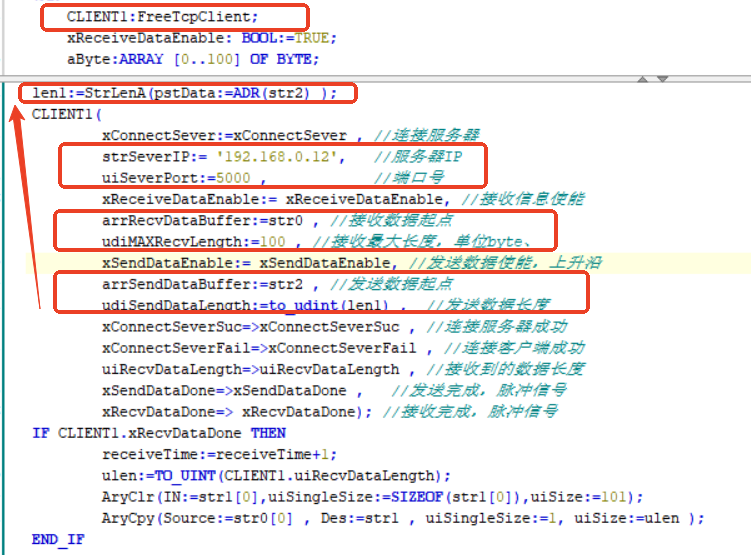 CLIENT1:FreeTcpClient;
xReceiveDataEnable: BOOL:=TRUE;
aByte:ARRAY [0..100] OF BYTE;
len1:=StrLenA(pstData:=ADR(str2) );
CLIENT1(
xConnectSever:=xConnectSever , //连接服务器
strSeverIP:= '192.168.0.12', //服务器IP
uiSeverPort:=5000 , //端口号
xReceiveDataEnable:= xReceiveDataEnable, //接收信息使能
arrRecvDataBuffer:=str0 , //接收数据起点
udiMAXRecvLength:=100 , //接收最大长度，单位byte、
xSendDataEnable:= xSendDataEnable, //发送数据使能，上升沿
arrSendDataBuffer:=str2 , //发送数据起点
udiSendDataLength:=to_udint(len1) , //发送数据长度
xConnectSeverSuc=>xConnectSeverSuc , //连接服务器成功
xConnectSeverFail=>xConnectSeverFail , //连接客户端成功
uiRecvDataLength=>uiRecvDataLength , //接收到的数据长度
xSendDataDone=>xSendDataDone , //发送完成，脉冲信号
xRecvDataDone=> xRecvDataDone); //接收完成，脉冲信号
IF CLIENT1.xRecvDataDone THEN
receiveTime:=receiveTime+1;
ulen:=TO_UINT(CLIENT1.uiRecvDataLength);
AryClr(IN:=str1[0],uiSingleSize:=SIZEOF(str1[0]),uiSize:=101);
AryCpy(Source:=str0[0] , Des:=str1 , uiSingleSize:=1, uiSize:=ulen );
END_IF